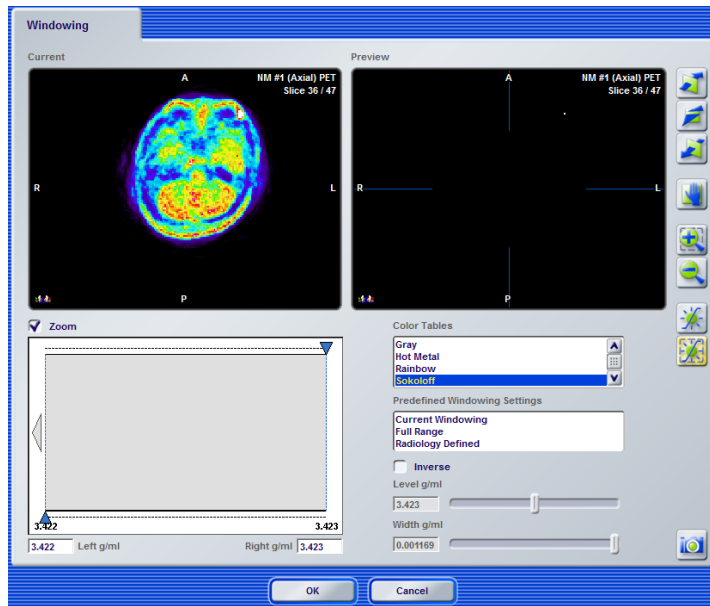 Windowing
Current
Preview
A
NM #1 (Axial) PET
Slice 36 / 47
R
L
P
A
NM #1 (Axial) PET
Slice 36 / 47
R
L
P
Zoom
3.422
3.423
3.422 Left g/ml
Right g/ml 3.423
Color Tables
Gray
Hot Metal
Rainbow
Sokoloff
Predefined Windowing Settings
Current Windowing
Full Range
Radiology Defined
Inverse
Level g/ml
3.423
Width g/ml
0.001169
OK
Cancel